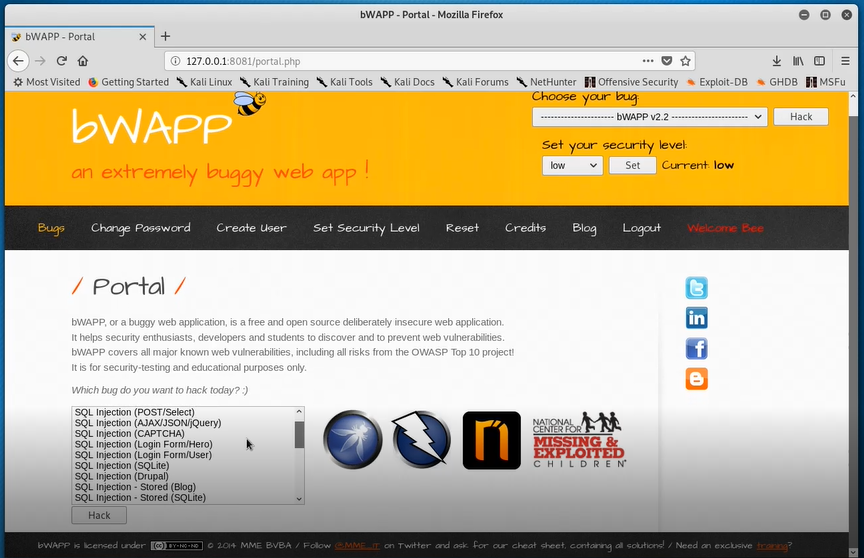 bWAPP - Portal - Mozilla Firefox
bWAPP - Portal
127.0.0.1:8081/portal.php
Most Visited Getting Started Kali Linux Kali Training Kali Tools Kali Docs Kali Forums NetHunter Offensive Security Exploit-DB GHDB MSFu
Choose your bug:
bWAPP
---------------------- bWAPP v2.2 ---------------------- Hack
Set your security level:
an extremely buggy web app !
low Set Current: low
Bugs Change Password Create User Set Security Level Reset Credits Blog Logout Welcome Bee
/ Portal /
bWAPP, or a buggy web application, is a free and open source deliberately insecure web application.
It helps security enthusiasts, developers and students to discover and to prevent web vulnerabilities.
bWAPP covers all major known web vulnerabilities, including all risks from the OWASP Top 10 project!
It is for security-testing and educational purposes only.
Which bug do you want to hack today? :)
SQL Injection (POST/Select)
SQL Injection (AJAX/JSON/jQuery)
SQL Injection (CAPTCHA)
SQL Injection (Login Form/Hero)
SQL Injection (Login Form/User)
SQL Injection (SQLite)
SQL Injection (Drupal)
SQL Injection - Stored (Blog)
SQL Injection - Stored (SQLite)
NATIONAL
CENTER FOR
MISSING &
EXPLOITED
CHILDREN
Hack
bWAPP is licensed under (cc) BY-NC-ND © 2014 MME BVBA / Follow @MME_IT on Twitter and ask for our cheat sheet, containing all solutions! / Need an exclusive training?